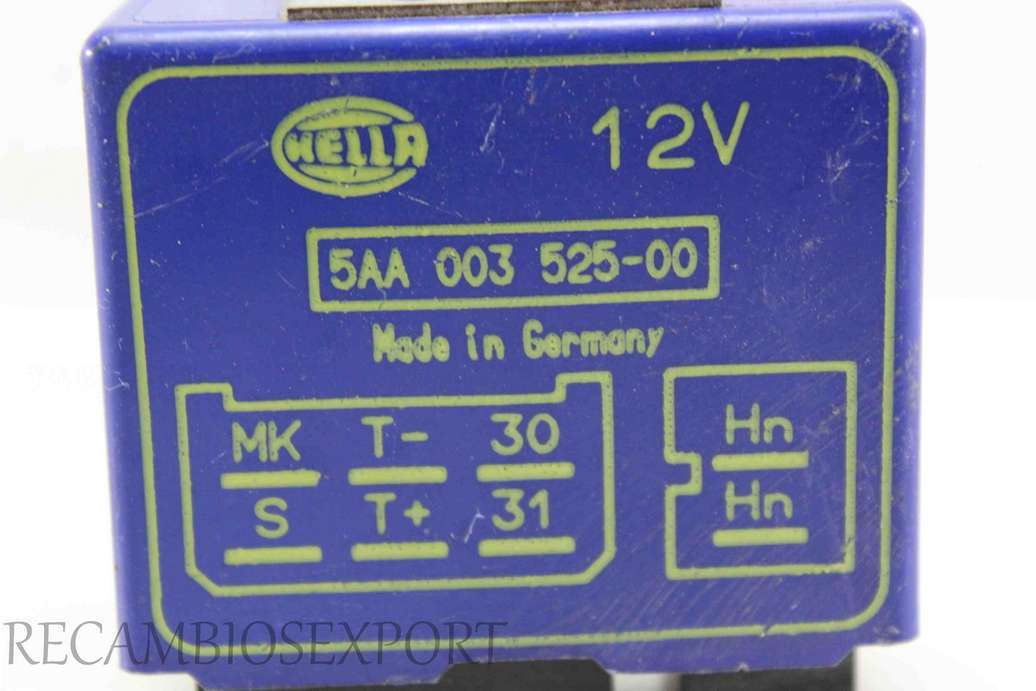 HELLA 12V
5AA 003 525-00
Made in Germany
MK T- 30 Hn
S T+ 31 Hn
RECAMBIOSEXPORT